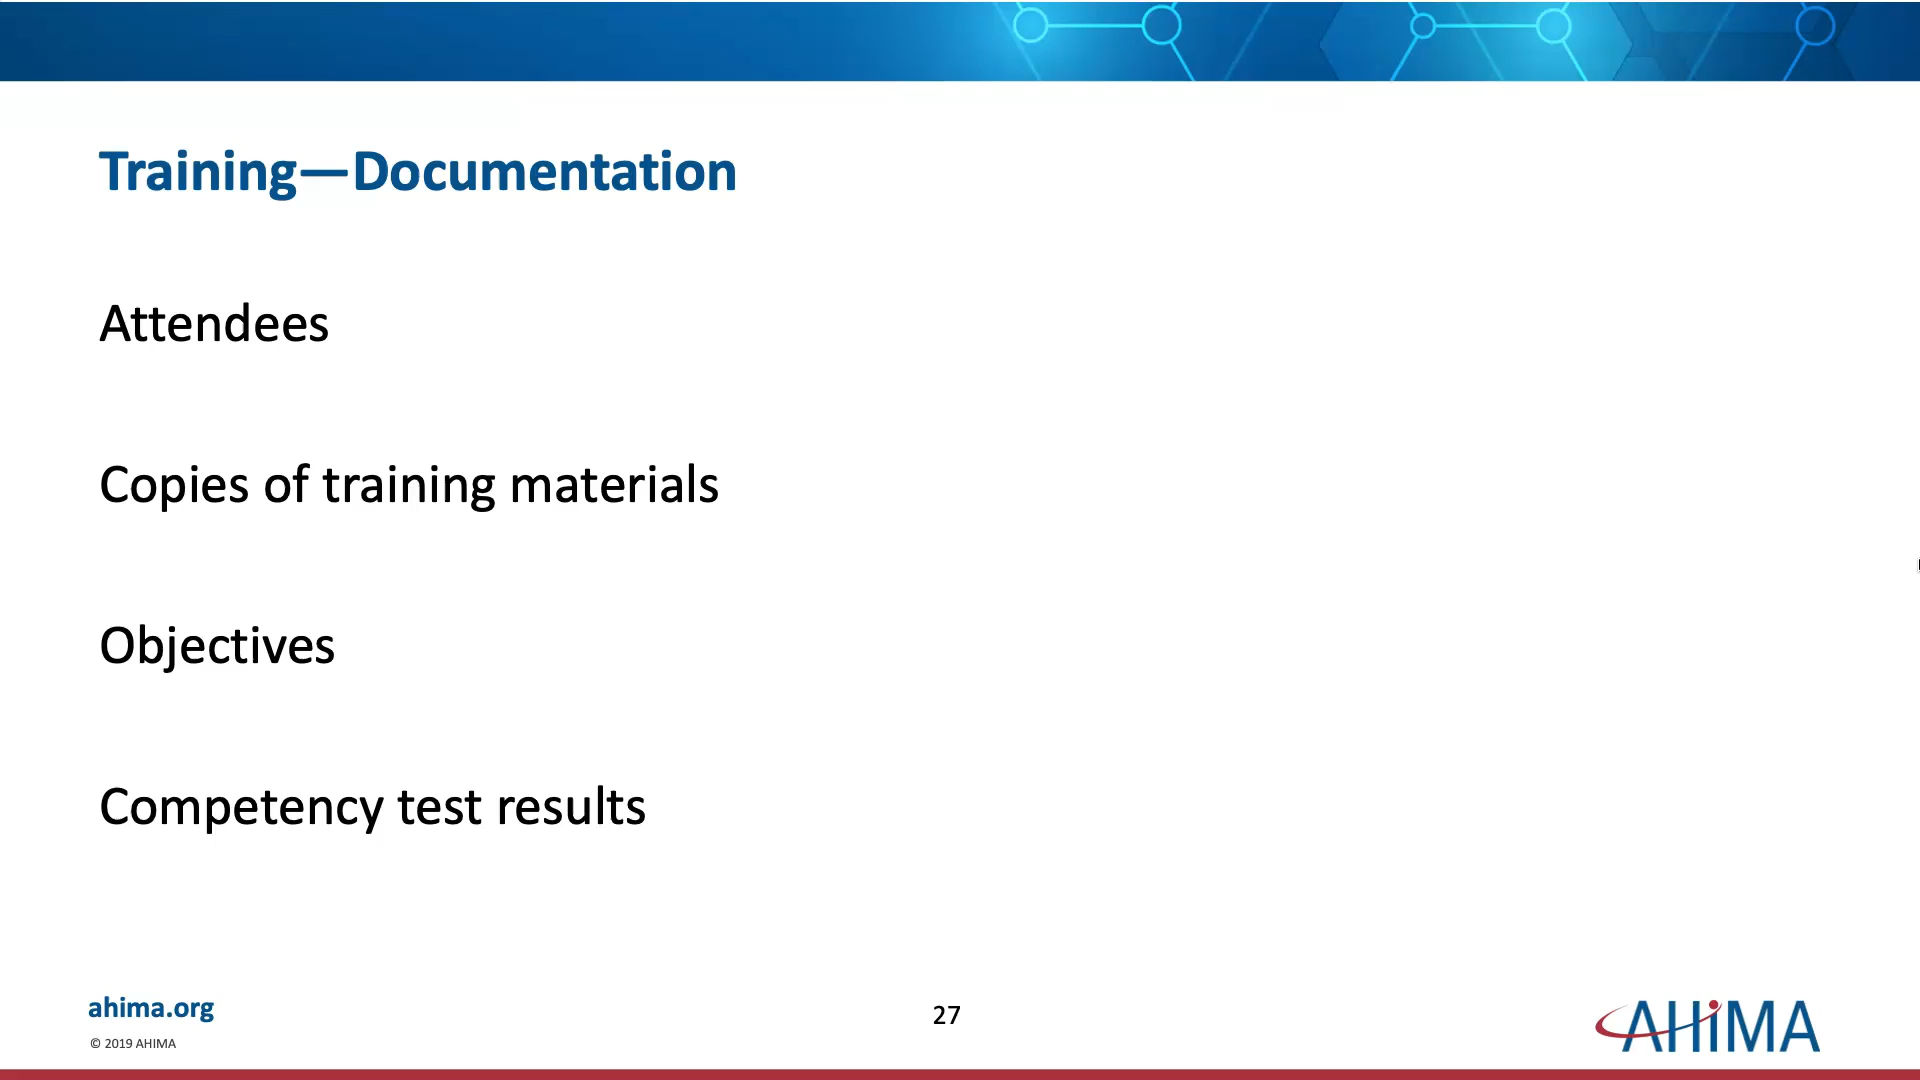 Training—Documentation
Attendees
Copies of training materials
Objectives
Competency test results
ahima.org
© 2019 AHIMA
27
AHiMA